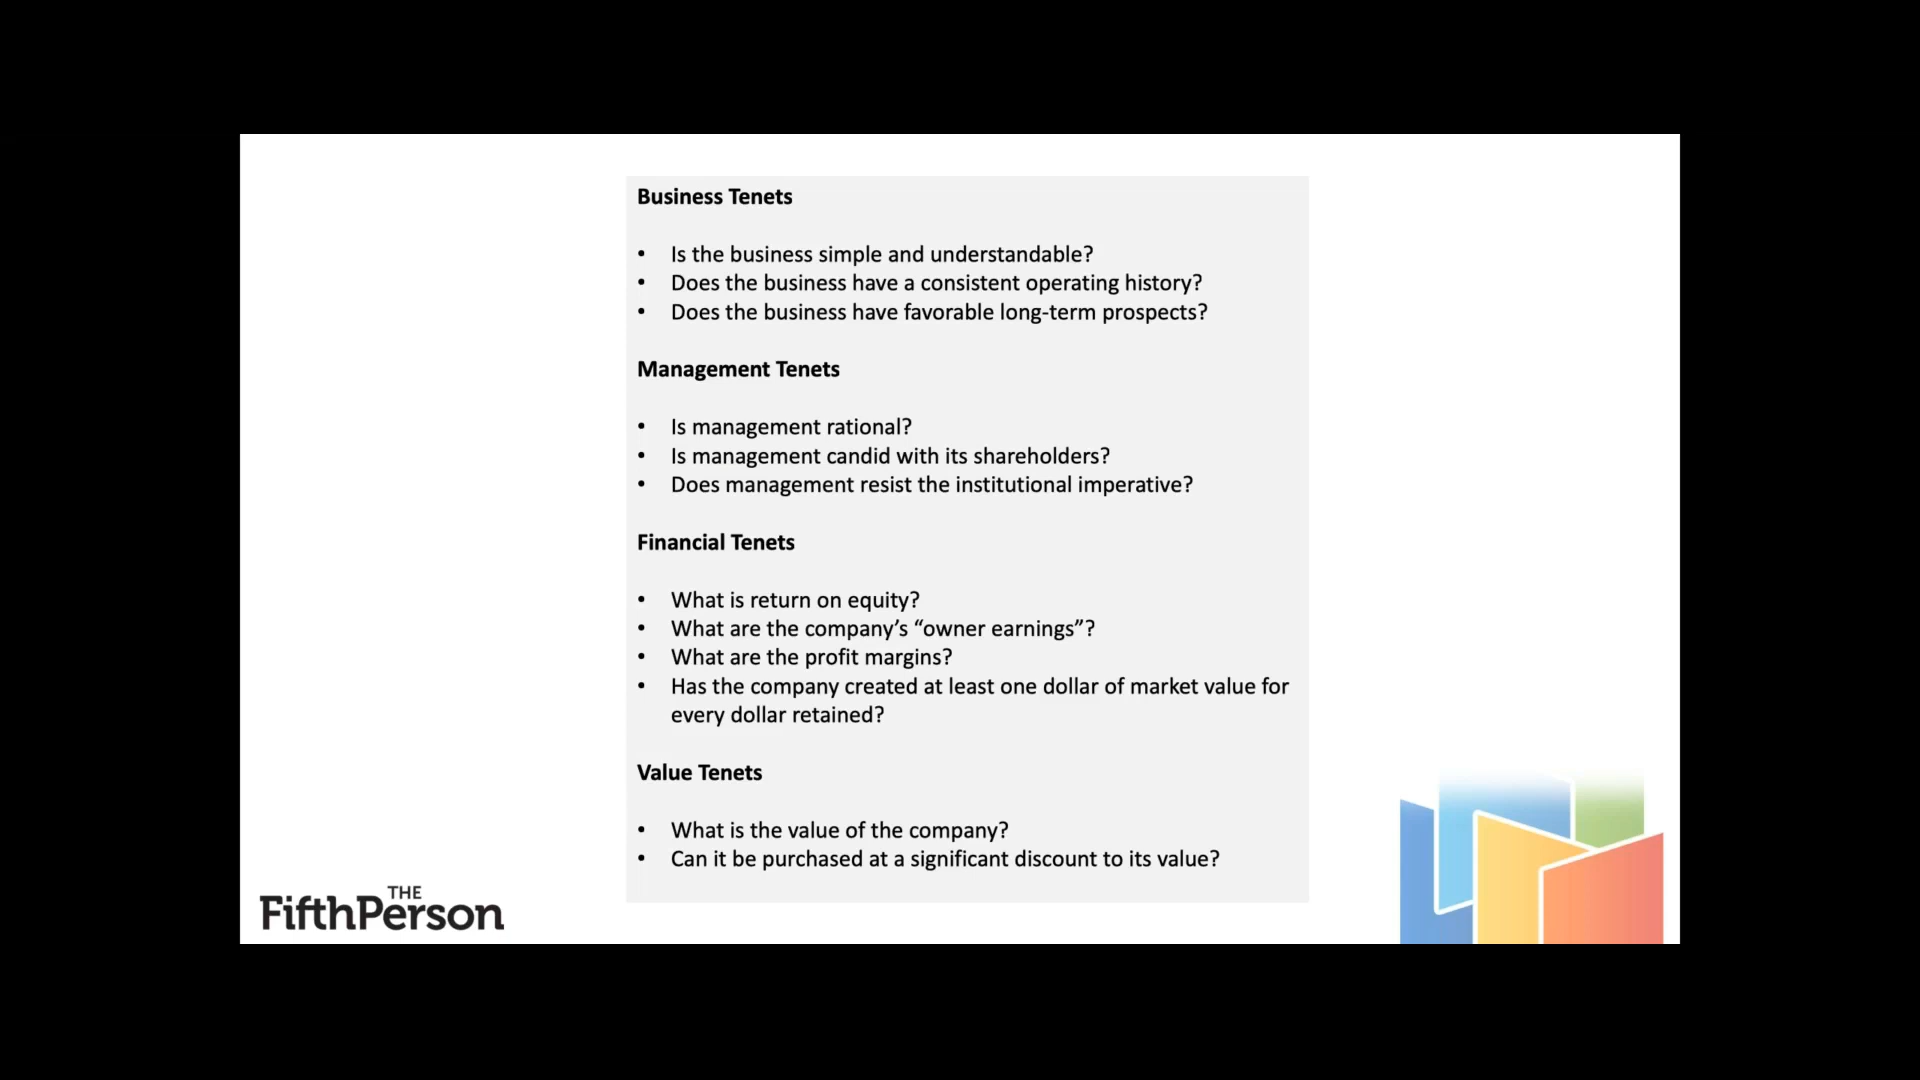 Business Tenets
• Is the business simple and understandable?
• Does the business have a consistent operating history?
• Does the business have favorable long-term prospects?
Management Tenets
• Is management rational?
• Is management candid with its shareholders?
• Does management resist the institutional imperative?
Financial Tenets
• What is return on equity?
• What are the company’s “owner earnings”?
• What are the profit margins?
• Has the company created at least one dollar of market value for
every dollar retained?
Value Tenets
• What is the value of the company?
• Can it be purchased at a significant discount to its value?
THE
FifthPerson